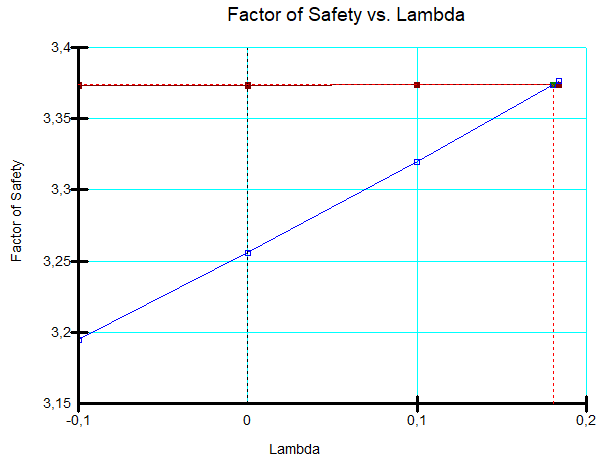 Factor of Safety vs. Lambda
3,4
3,35
3,3
3,25
3,2
3,15
Factor of Safety
-0,1 0 0,1 0,2
Lambda